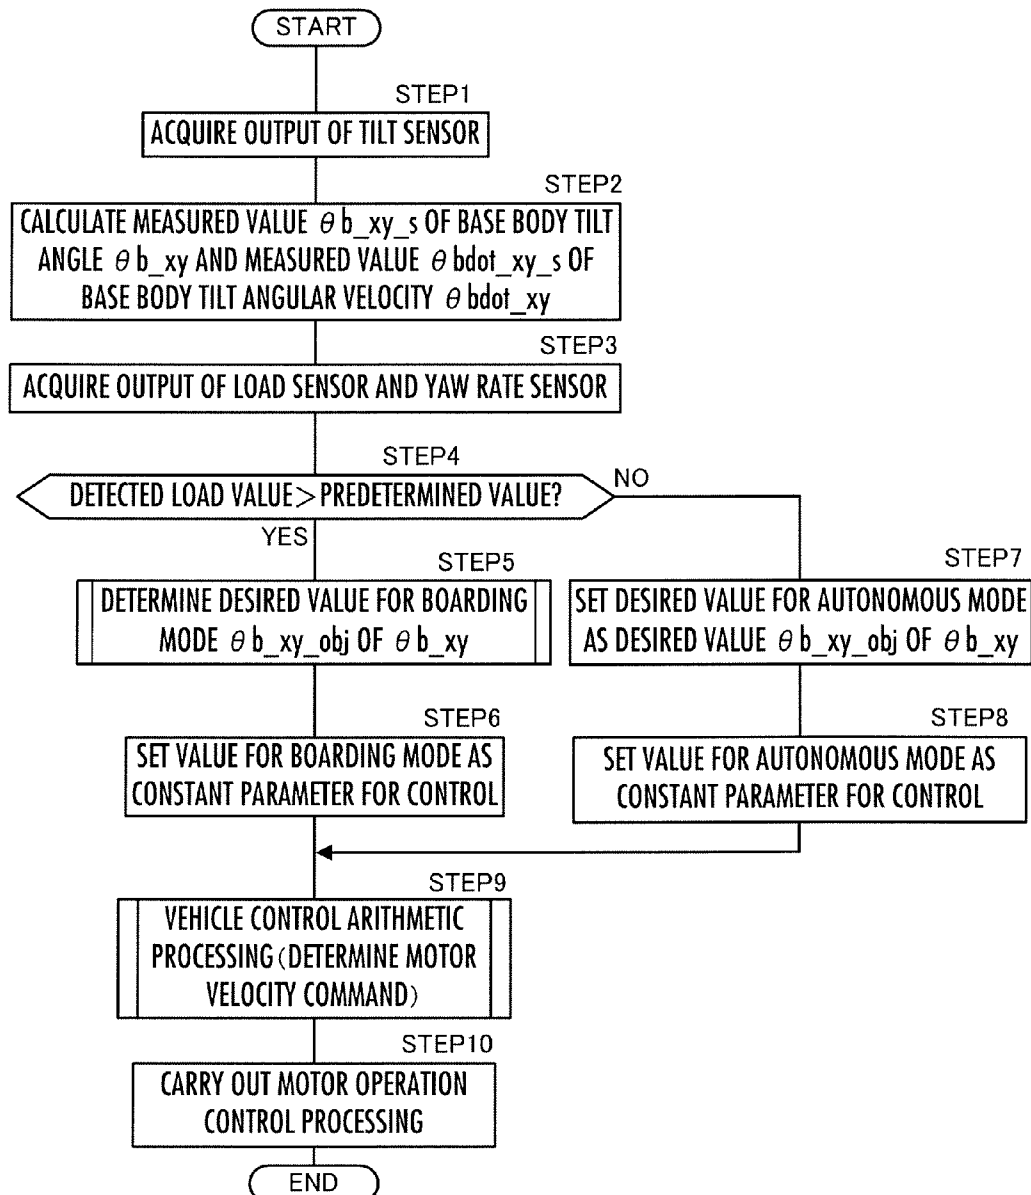 START
STEP1
ACQUIRE OUTPUT OF TILT SENSOR
STEP2
CALCULATE MEASURED VALUE θb_xy_s OF BASE BODY TILT
ANGLE θb_xy AND MEASURED VALUE θbdot_xy_s OF
BASE BODY TILT ANGULAR VELOCITY θbdot_xy
STEP3
ACQUIRE OUTPUT OF LOAD SENSOR AND YAW RATE SENSOR
STEP4
DETECTED LOAD VALUE>PREDETERMINED VALUE?
NO
YES
STEP5
DETERMINE DESIRED VALUE FOR BOARDING
MODE θb_xy_obj OF θb_xy
STEP6
SET VALUE FOR BOARDING MODE AS
CONSTANT PARAMETER FOR CONTROL
STEP7
SET DESIRED VALUE FOR AUTONOMOUS MODE
AS DESIRED VALUE θb_xy_obj OF θb_xy
STEP8
SET VALUE FOR AUTONOMOUS MODE AS
CONSTANT PARAMETER FOR CONTROL
STEP9
VEHICLE CONTROL ARITHMETIC
PROCESSING(DETERMINE MOTOR
VELOCITY COMMAND)
STEP10
CARRY OUT MOTOR OPERATION
CONTROL PROCESSING
END